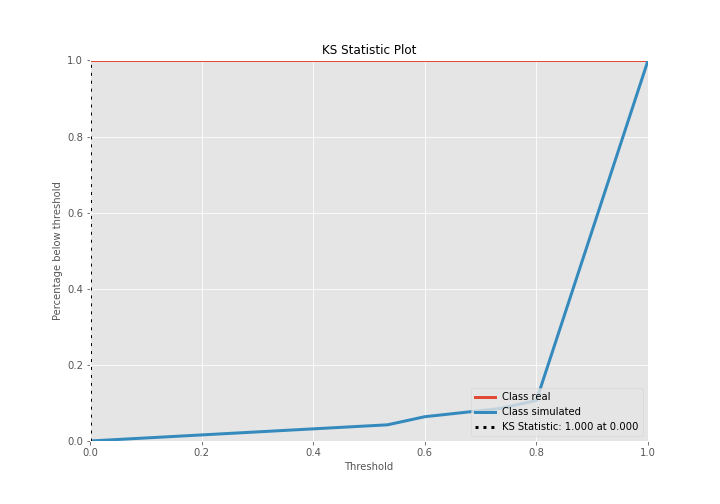 KS Statistic Plot
1.0
0.8
0.6
0.4
0.2
0.0
Percentage below threshold
Class real
Class simulated
KS Statistic: 1.000 at 0.000
0.0 0.2 0.4 0.6 0.8 1.0
Threshold